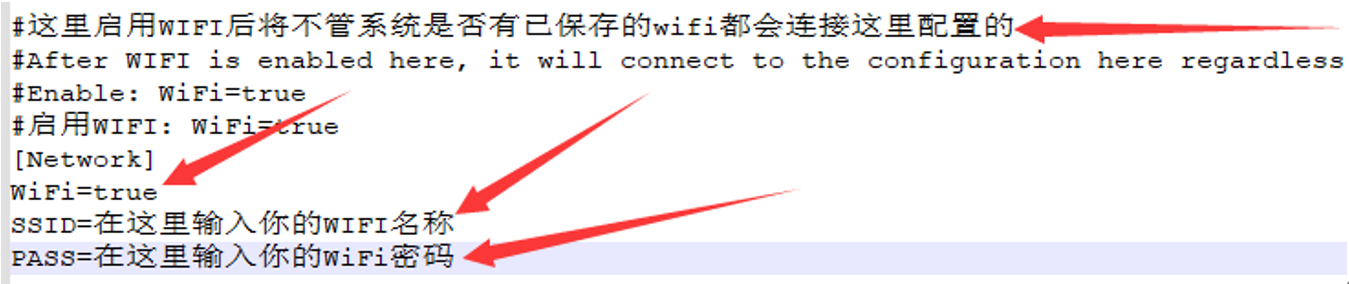 #这里启用WIFI后将不管系统是否有已保存的wifi都会连接这里配置的
#After WIFI is enabled here, it will connect to the configuration here regardless
#Enable: WiFi=true
#启用WIFI: WiFi=true
[Network]
WiFi=true
SSID=在这里输入你的WIFI名称
PASS=在这里输入你的WiFi密码